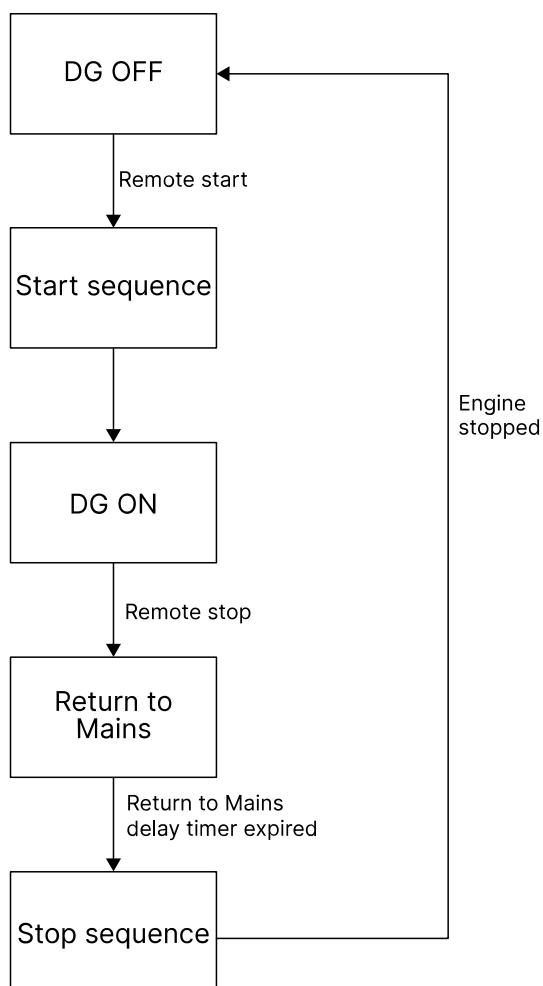 DG OFF
Remote start
Start sequence
Engine
stopped
DG ON
Remote stop
Return to
Mains
Return to Mains
delay timer expired
Stop sequence